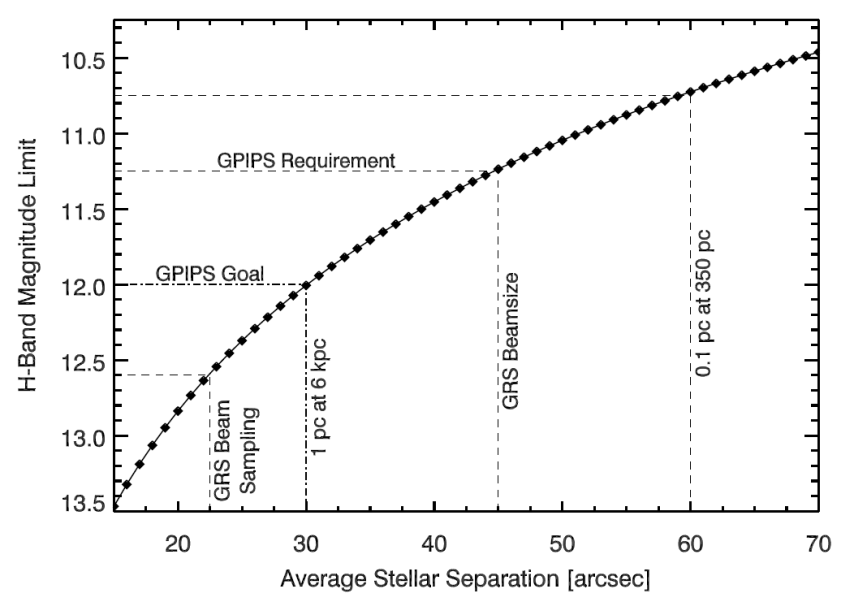 10.5
11.0
11.5
12.0
12.5
13.0
13.5
H-Band Magnitude Limit
GPIPS Requirement
GPIPS Goal
GRS Beam
Sampling
1 pc at 6 kpc
GRS Beamsize
0.1 pc at 350 pc
20 30 40 50 60 70
Average Stellar Separation [arcsec]